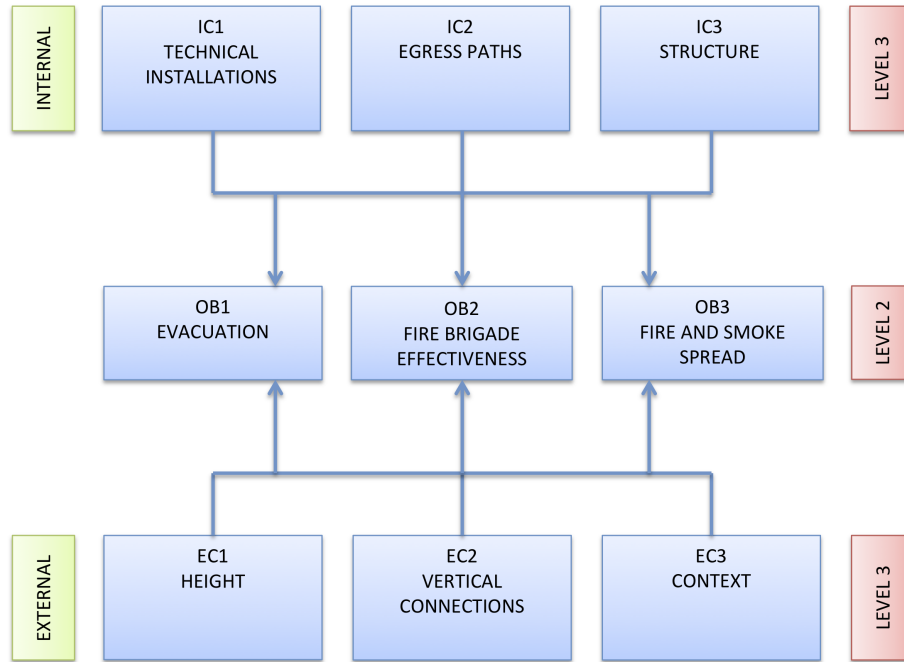 INTERNAL
IC1
TECHNICAL
INSTALLATIONS
IC2
EGRESS PATHS
IC3
STRUCTURE
LEVEL 3
OB1
EVACUATION
OB2
FIRE BRIGADE
EFFECTIVENESS
OB3
FIRE AND SMOKE
SPREAD
LEVEL 2
EXTERNAL
EC1
HEIGHT
EC2
VERTICAL
CONNECTIONS
EC3
CONTEXT
LEVEL 3